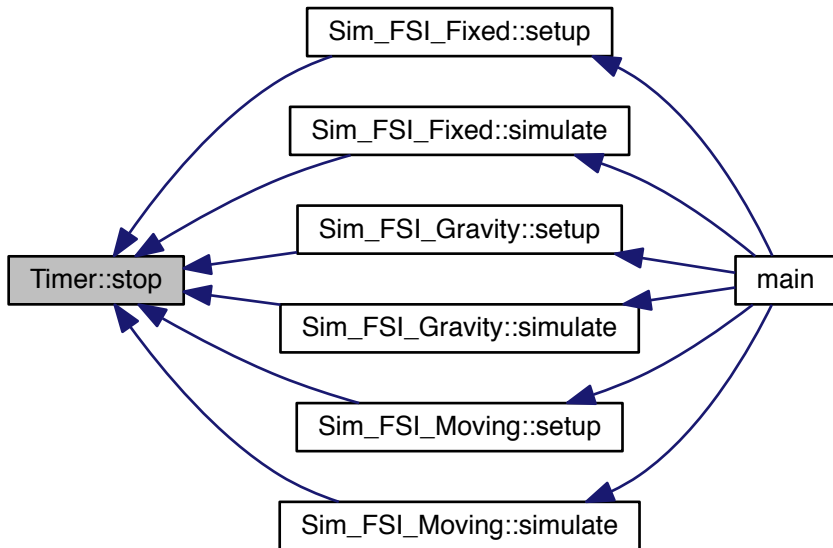 Sim_FSI_Fixed::setup
Sim_FSI_Fixed::simulate
Sim_FSI_Gravity::setup
Timer::stop
main
Sim_FSI_Gravity::simulate
Sim_FSI_Moving::setup
Sim_FSI_Moving::simulate